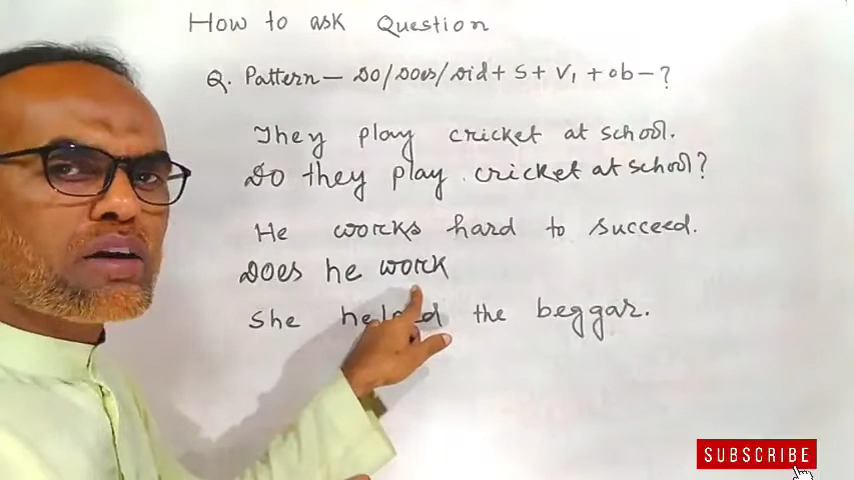 How to ask Question
Q. Pattern — Do/Does/Did + S + V₁ + ob — ?
They play cricket at school.
Do they play cricket at school?
He works hard to succeed.
Does he work
She the beggar.
SUBSCRIBE